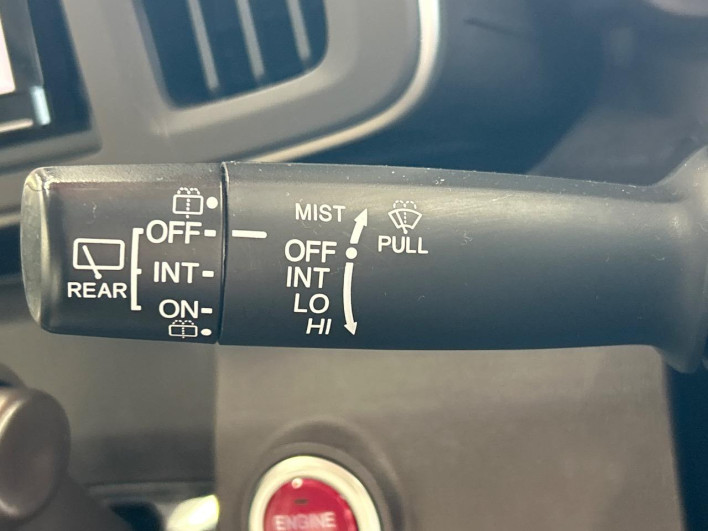 MIST
OFF
OFF
PULL
INT
INT
REAR
LO
ON
HI
ENGINE